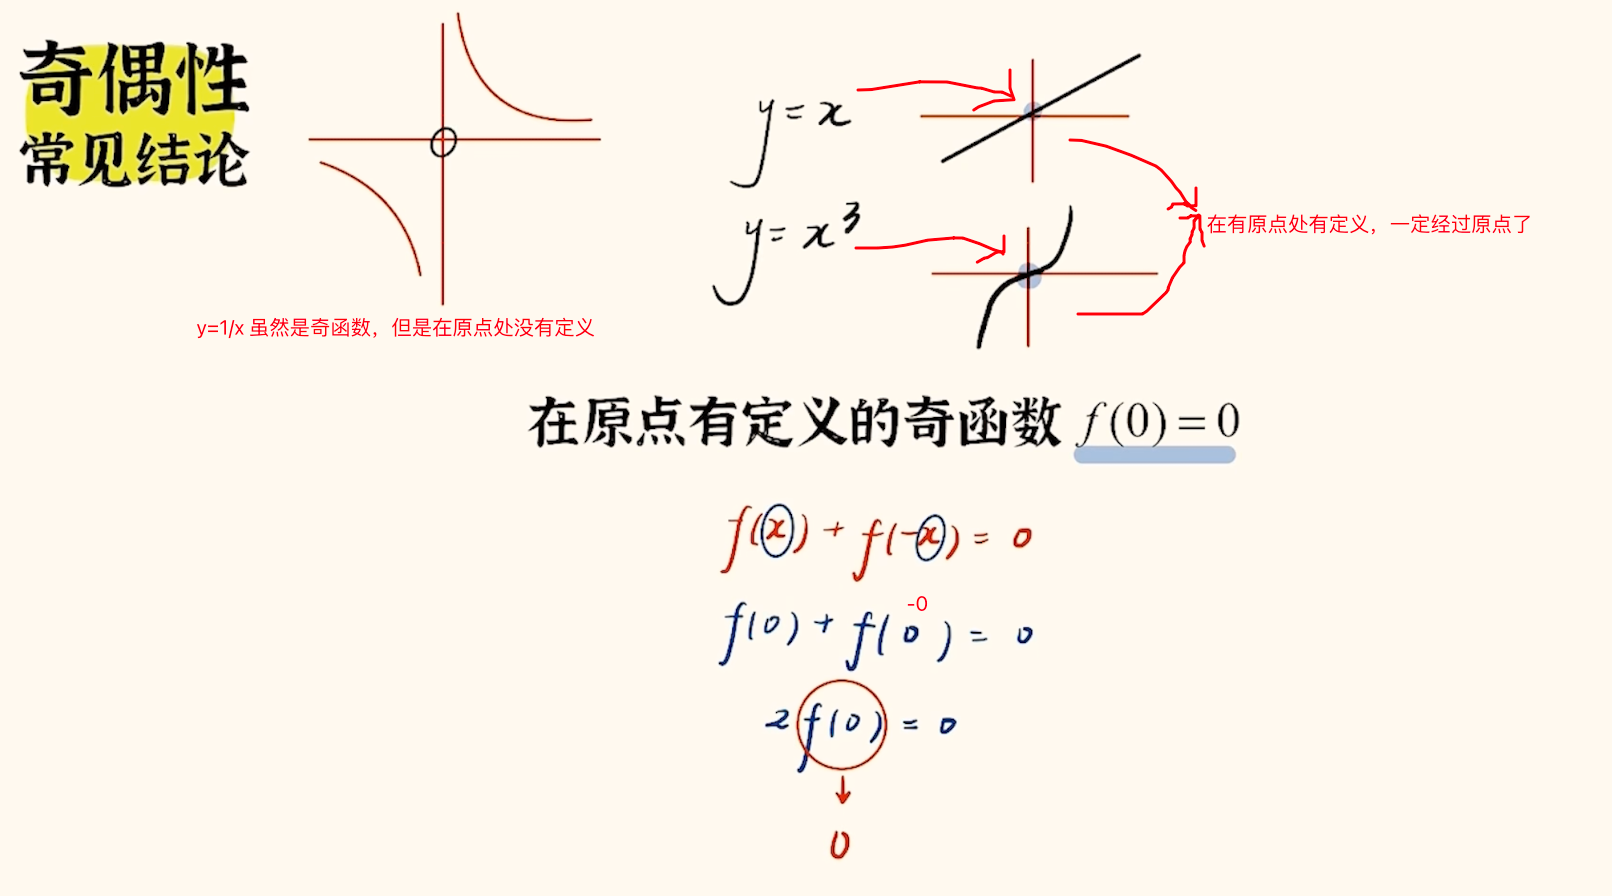 奇偶性
常见结论
y=1/x 虽然是奇函数，但是在原点处没有定义
y = x
y = x³
在有原点处有定义，一定经过原点了
在原点有定义的奇函数 f(0) = 0
f(x) + f(-x) = 0
-0
f(0) + f(0) = 0
2f(0) = 0
0